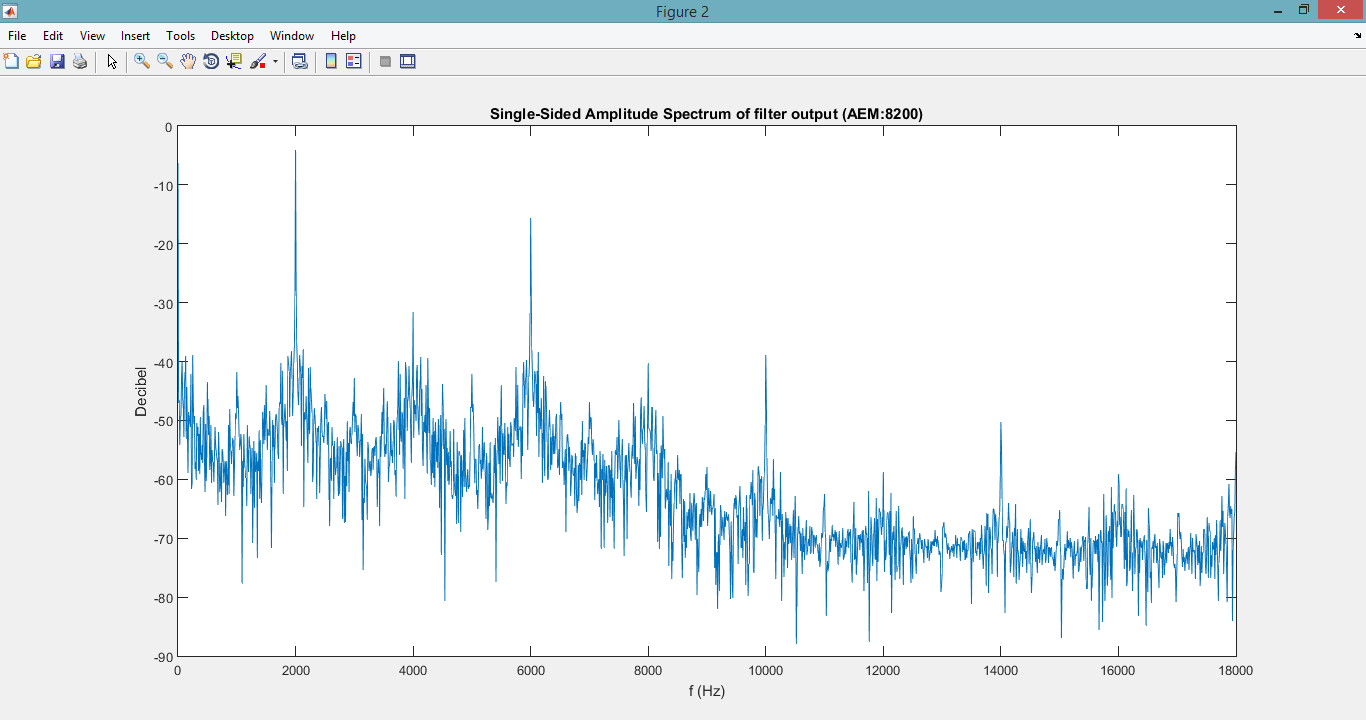 Figure 2
File Edit View Insert Tools Desktop Window Help
Single-Sided Amplitude Spectrum of filter output (AEM:8200)
0
-10
-20
-30
-40
-50
-60
-70
-80
-90
Decibel
0 2000 4000 6000 8000 10000 12000 14000 16000 18000
f (Hz)